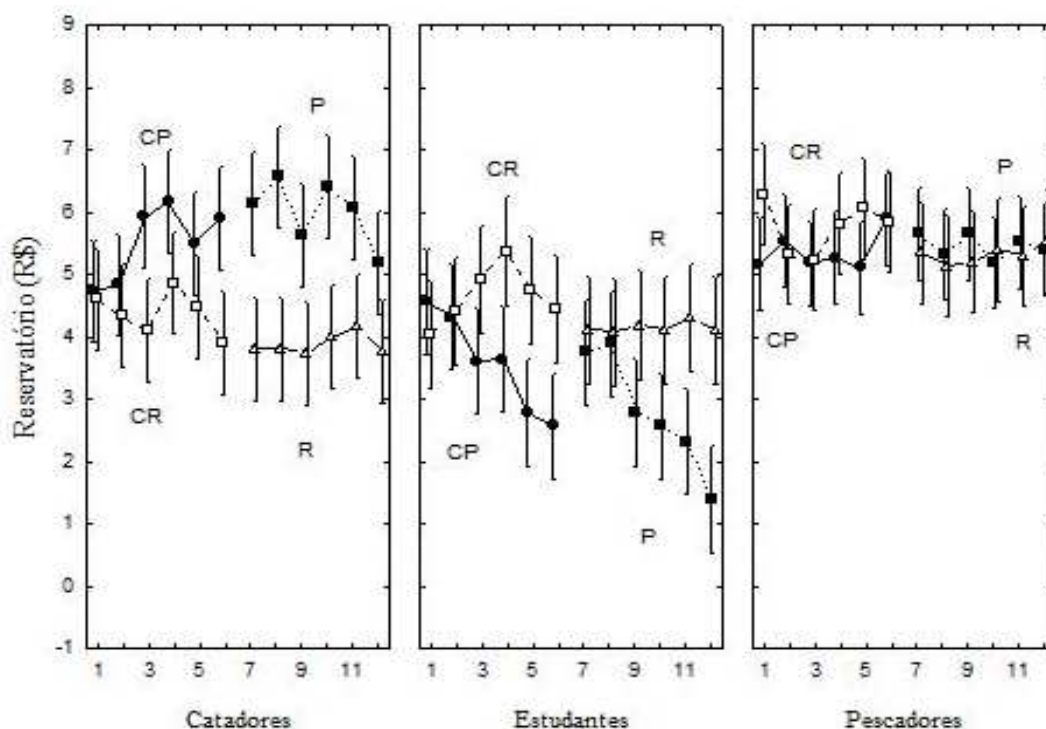 Reservatório (R$)
9
8
7
6
5
4
3
2
1
0
-1
CP
P
CR
R
1 3 5 7 9 11
Catadores
CR
R
CP
P
1 3 5 7 9 11
Estudantes
CR
P
CP
R
1 3 5 7 9 11
Pescadores